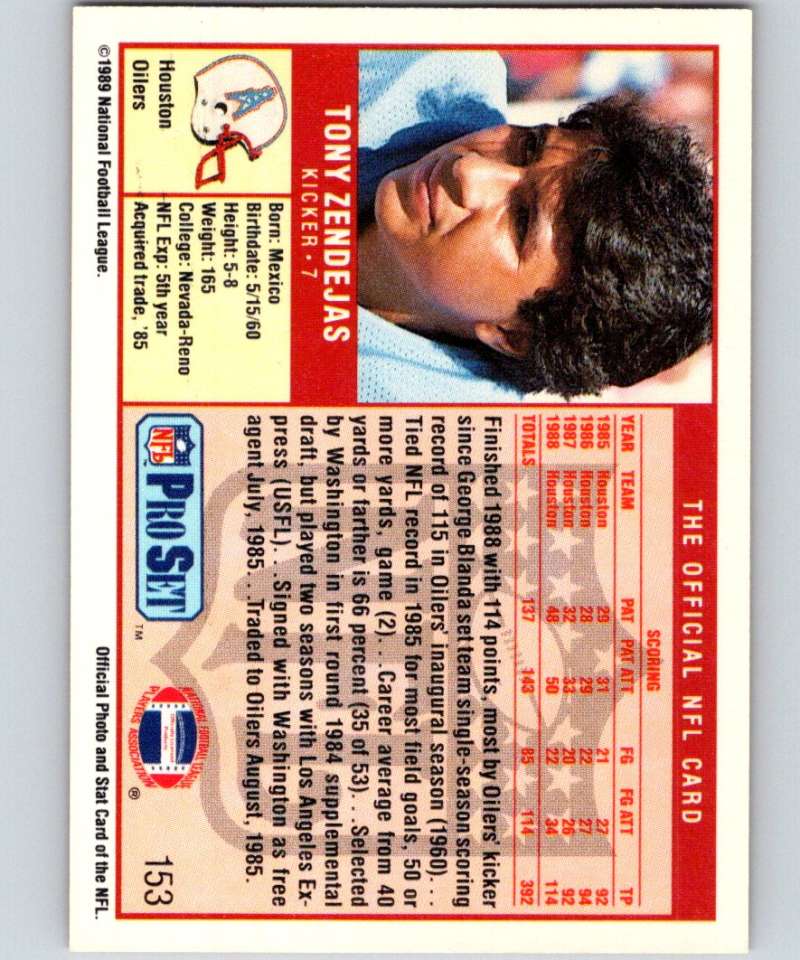 THE OFFICIAL NFL CARD
TONY ZENDEJAS
KICKER • 7
Houston
Oilers
Born: Mexico
Birthdate: 5/15/60
Height: 5-8
Weight: 165
College: Nevada-Reno
NFL Exp: 5th year
Acquired trade, '85
SCORING
YEAR TEAM PAT PAT ATT FG FG ATT TP
1985 Houston 29 31 21 27 92
1986 Houston 28 29 22 27 94
1987 Houston 32 33 20 26 92
1988 Houston 48 50 22 34 114
TOTALS 137 143 85 114 392
Finished 1988 with 114 points, most by Oilers' kicker
since George Blanda set team single-season scoring
record of 115 in Oilers' inaugural season (1960). . .
Tied NFL record in 1985 for most field goals, 50 or
more yards, game (2). . .Career average from 40
yards or farther is 66 percent (35 of 53). . .Selected
by Washington in first round 1984 supplemental
draft, but played two seasons with Los Angeles Ex-
press (USFL). . .Signed with Washington as free
agent July, 1985. . .Traded to Oilers August, 1985.
NFL PRO SET ™
NATIONAL FOOTBALL LEAGUE
PLAYERS ASSOCIATION ®
153
©1989 National Football League.
Official Photo and Stat Card of the NFL.